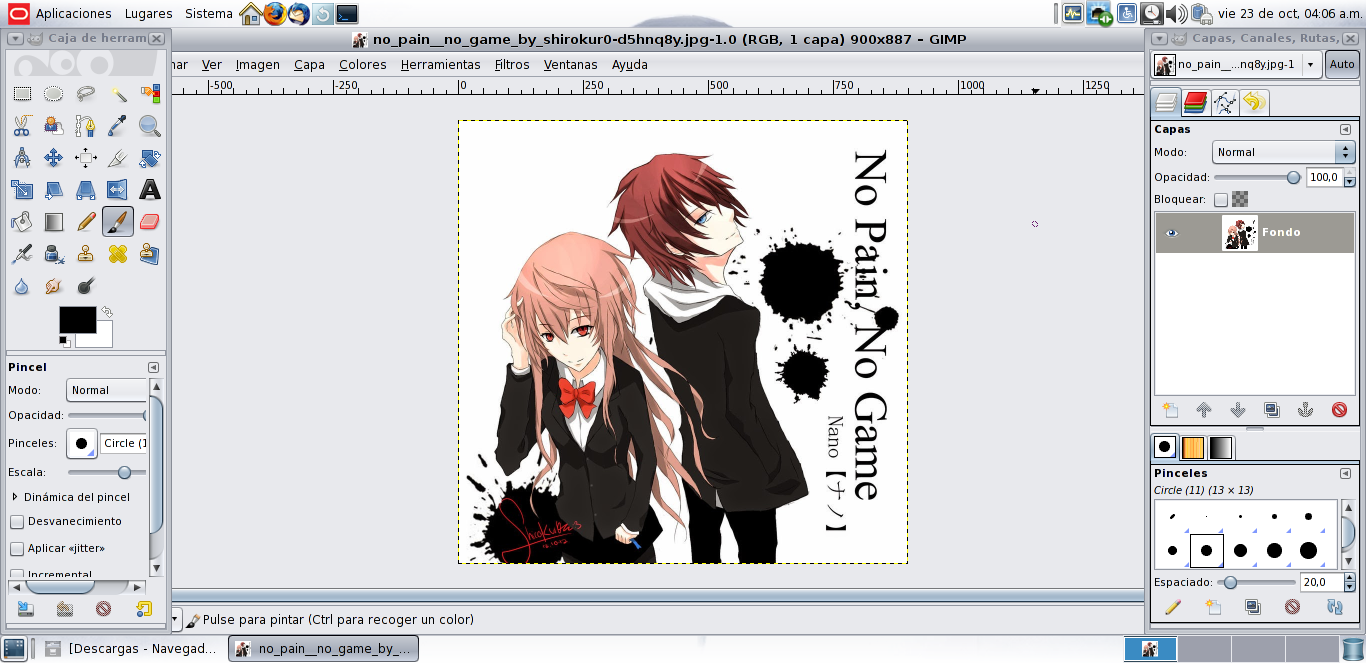 Aplicaciones Lugares Sistema
vie 23 de oct, 04:06 a.m.
Caja de herram
no_pain__no_game_by_shirokur0-d5hnq8y.jpg-1.0 (RGB, 1 capa) 900x887 – GIMP
Capas, Canales, Rutas,
nar Ver Imagen Capa Colores Herramientas Filtros Ventanas Ayuda
no_pain__...nq8y.jpg-1 Auto
-500 -250 0 250 500 750 1000 1250
Capas
Modo: Normal
Opacidad: 100,0
Bloquear:
Fondo
No Pain, No Game
Nano【ナノ】
Pincel
Modo: Normal
Opacidad:
Pinceles: Circle (1
Escala:
Dinámica del pincel
Desvanecimiento
Aplicar «jitter»
Incremental
Pinceles
Circle (11) (13 × 13)
Espaciado: 20,0
Pulse para pintar (Ctrl para recoger un color)
[Descargas - Navegad...
no_pain__no_game_by_...